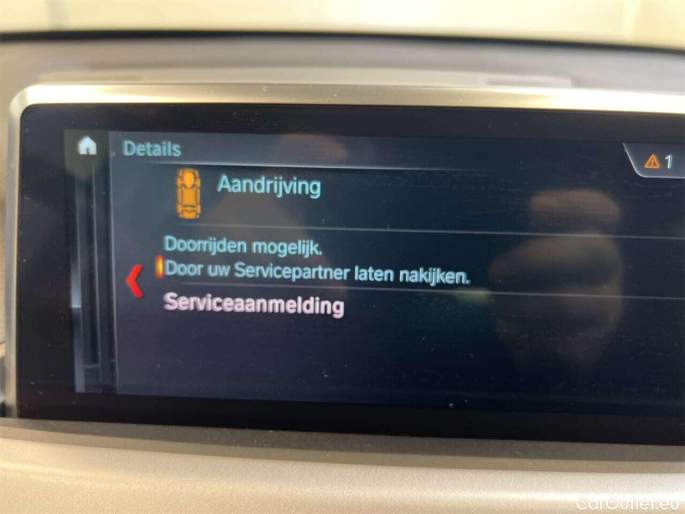 Details
1
Aandrijving
Doorrijden mogelijk.
Door uw Servicepartner laten nakijken.
Serviceaanmelding
CarOutlet.eu